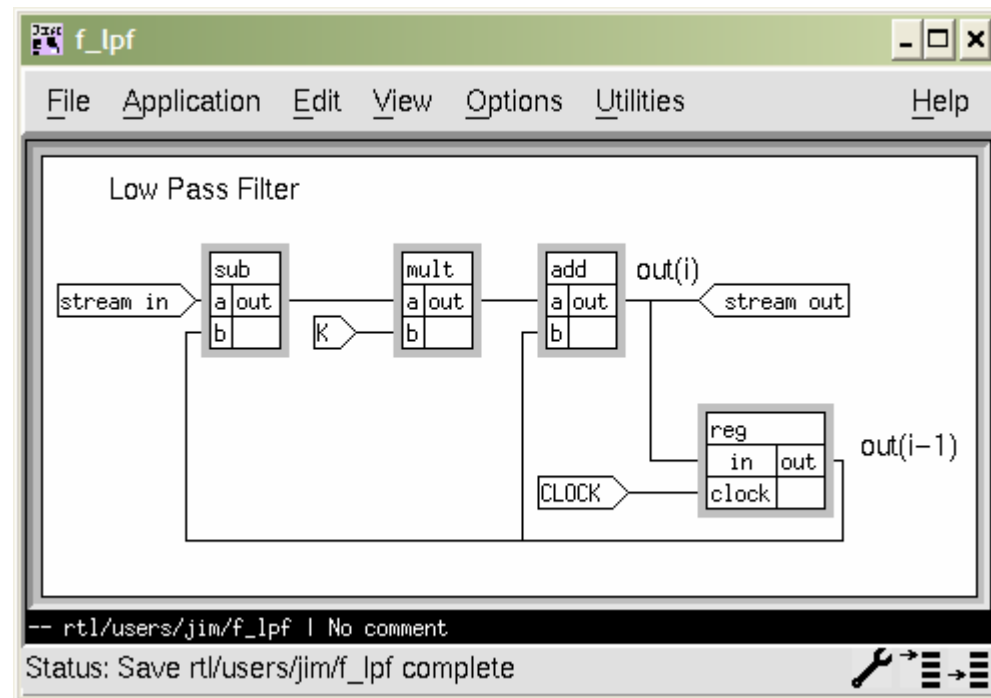 f_lpf
File Application Edit View Options Utilities Help
Low Pass Filter
stream in
sub
a out
b
K
mult
a out
b
add
a out
b
out(i)
stream out
reg
in out
clock
CLOCK
out(i−1)
-- rtl/users/jim/f_lpf | No comment
Status: Save rtl/users/jim/f_lpf complete